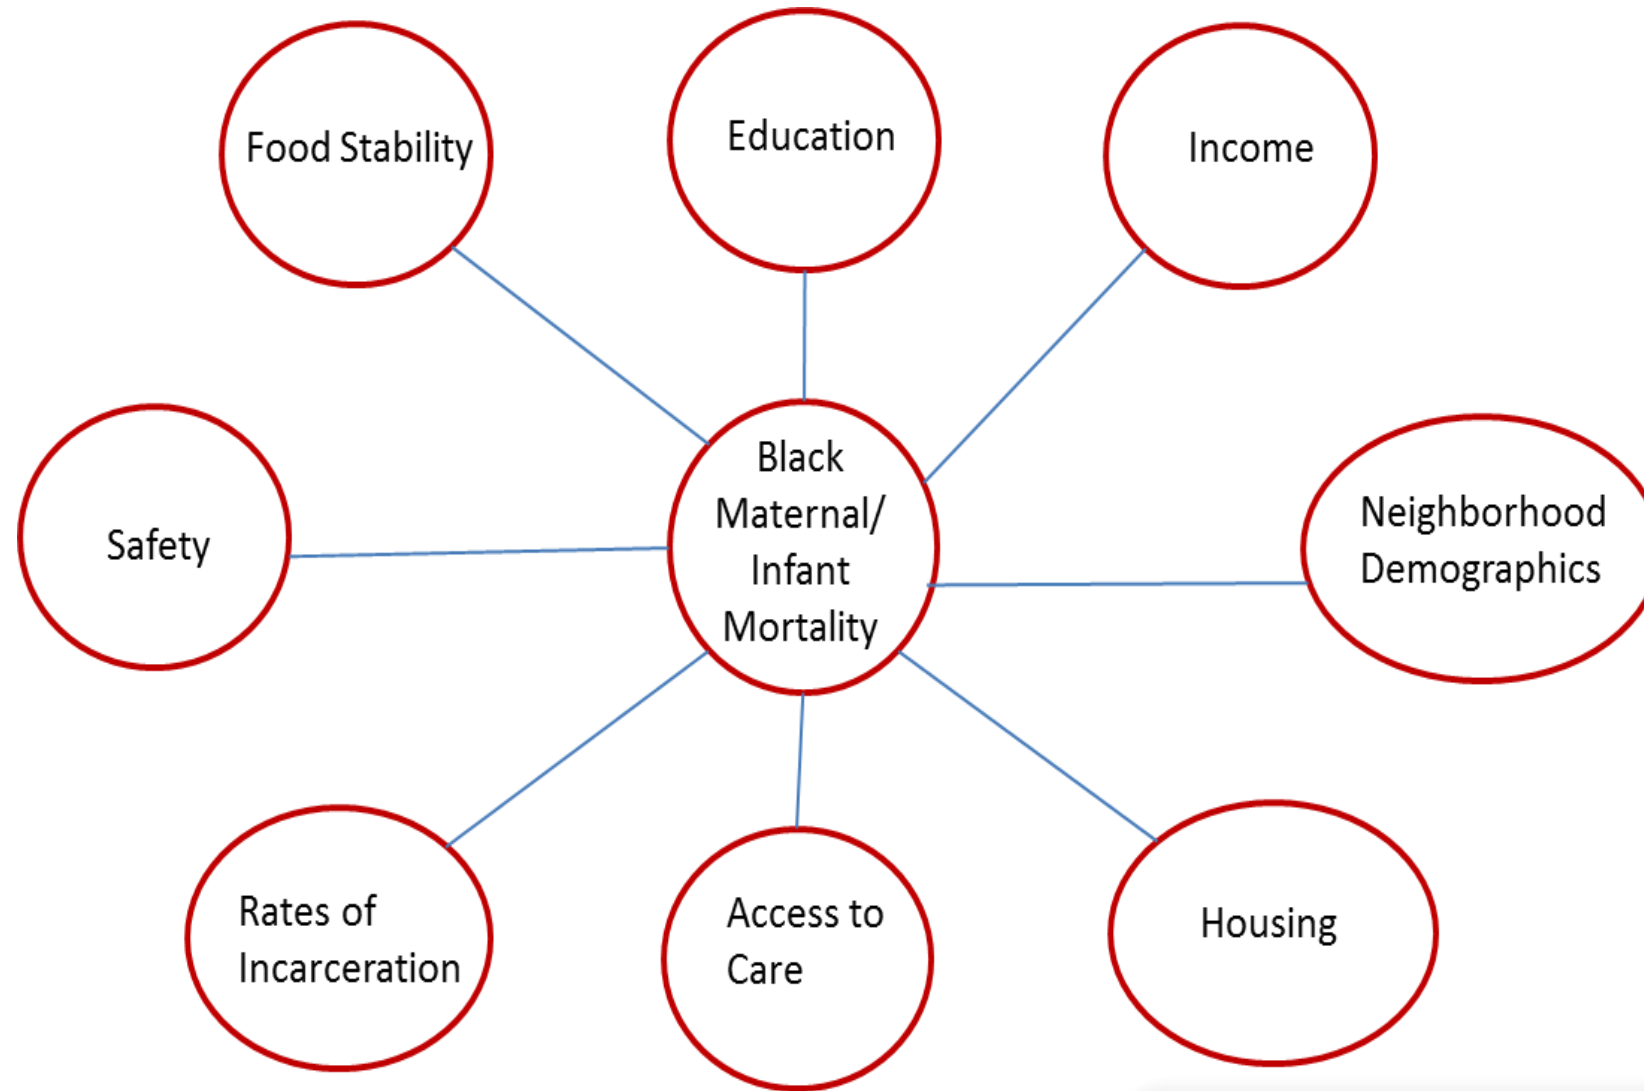 Food Stability
Education
Income
Black
Maternal/
Infant
Mortality
Safety
Neighborhood
Demographics
Rates of
Incarceration
Access to
Care
Housing